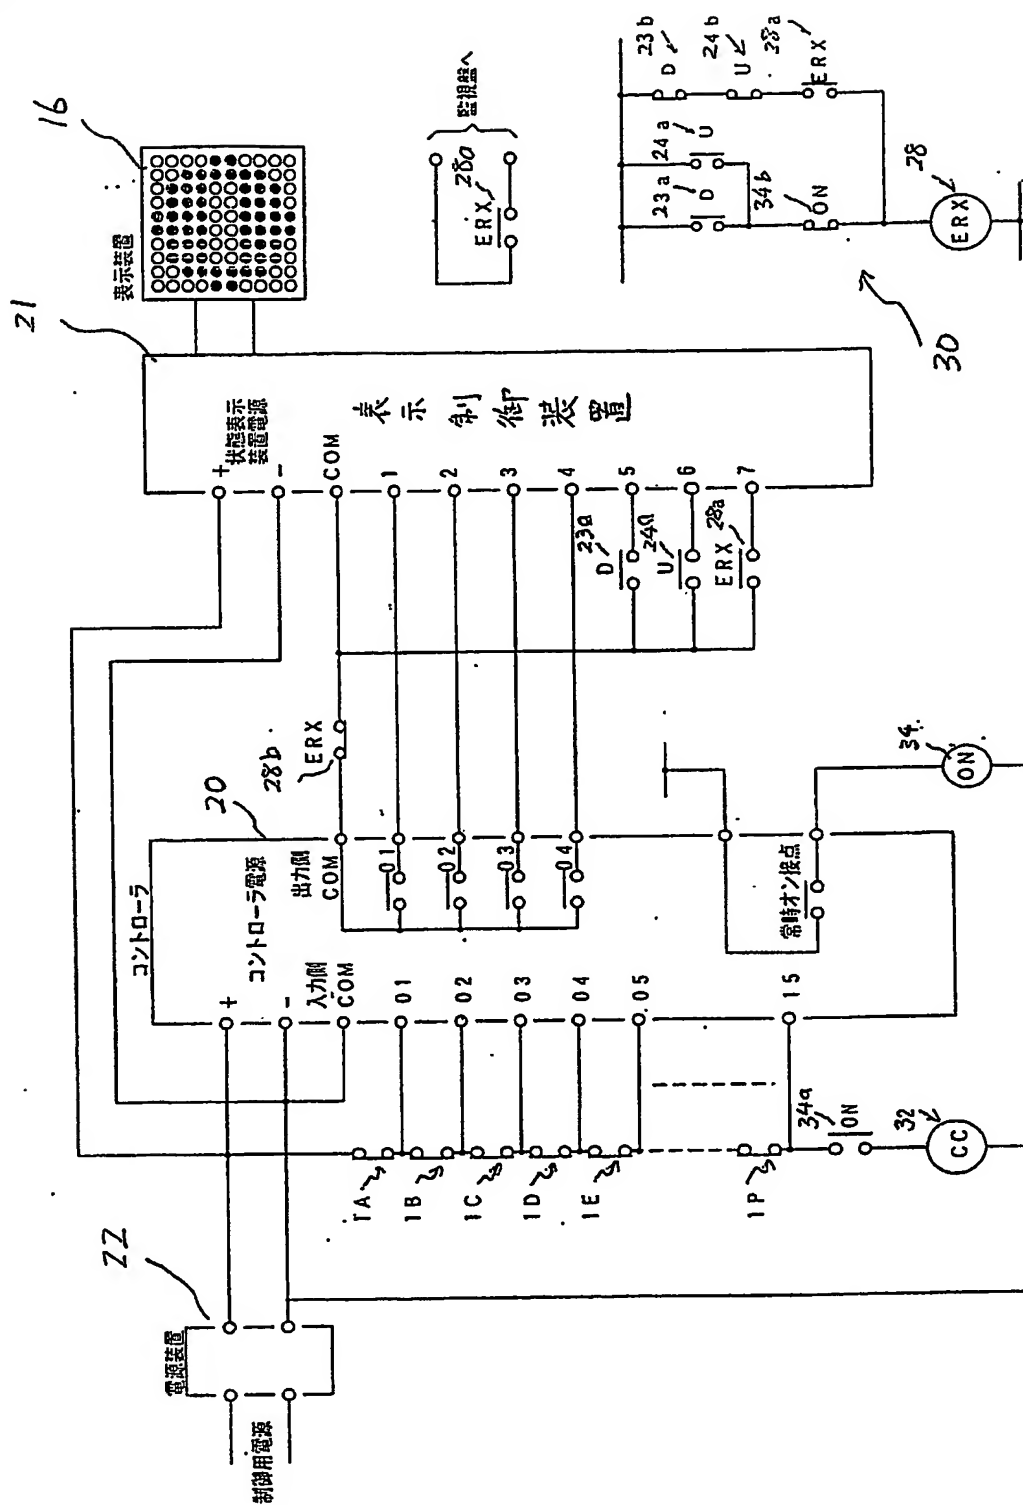 22
電源装置
制御用電源
コントローラ
20
+
コントローラ電源
-
入力側
COM
出力側
COM
01
01
02
02
03
03
04
04
05
15
常時オン接点
1A
1B
1C
1D
1E
1P
34a
ON
32
CC
34
ON
28b
ERX
21
+
状態表示
装置電源
-
COM
表示制御装置
1
2
3
4
5
6
7
23a
D
24a
U
28a
ERX
16
表示装置
監視盤へ
28a
ERX
23a
D
24a
U
34b
ON
23b
D
24b
U
28a
ERX
28
ERX
30